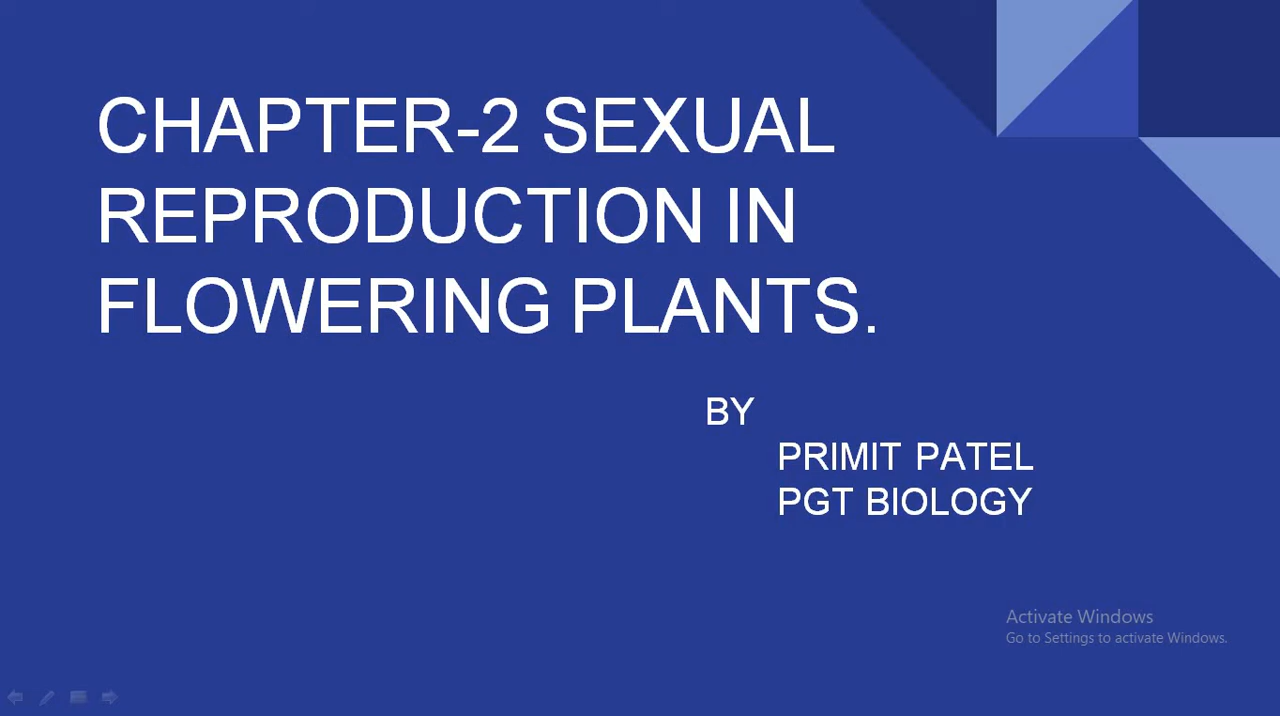 CHAPTER-2 SEXUAL
REPRODUCTION IN
FLOWERING PLANTS.
BY
PRIMIT PATEL
PGT BIOLOGY
Activate Windows
Go to Settings to activate Windows.